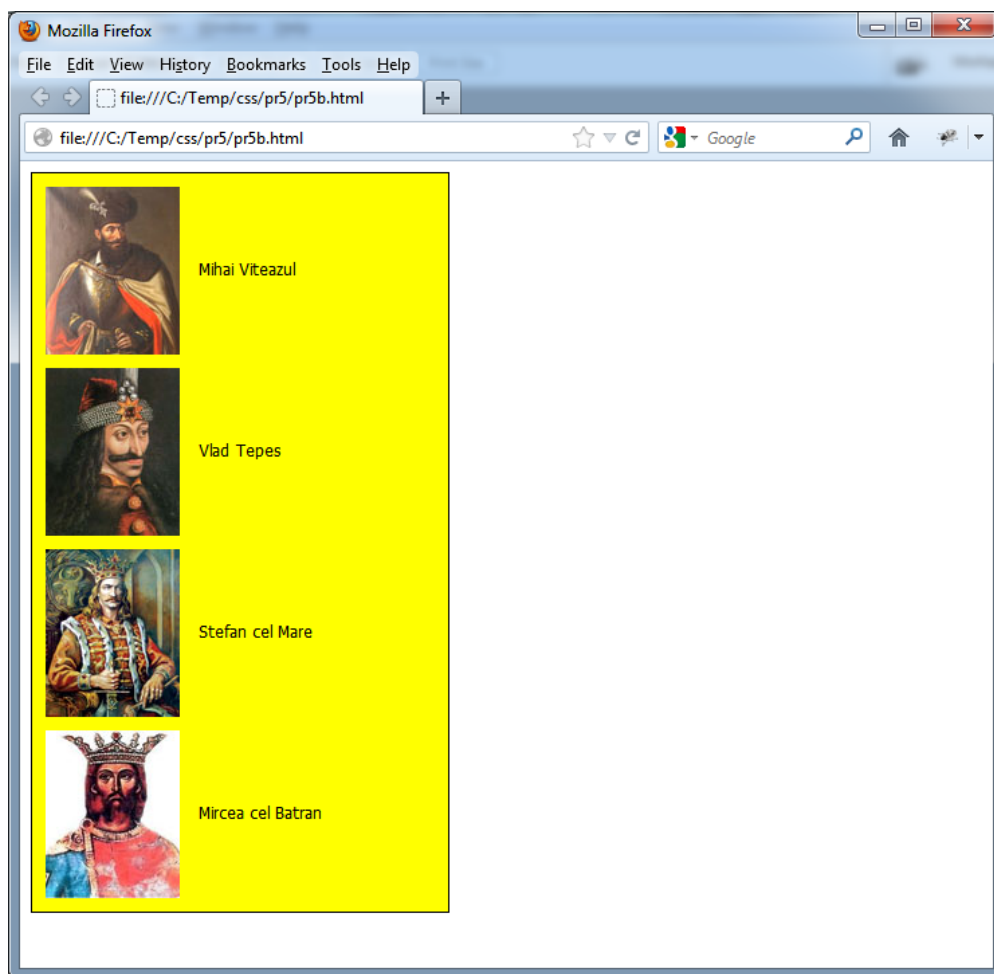 Mozilla Firefox
File Edit View History Bookmarks Tools Help
file:///C:/Temp/css/pr5/pr5b.html +
file:///C:/Temp/css/pr5/pr5b.html Google
Mihai Viteazul
Vlad Tepes
Stefan cel Mare
Mircea cel Batran